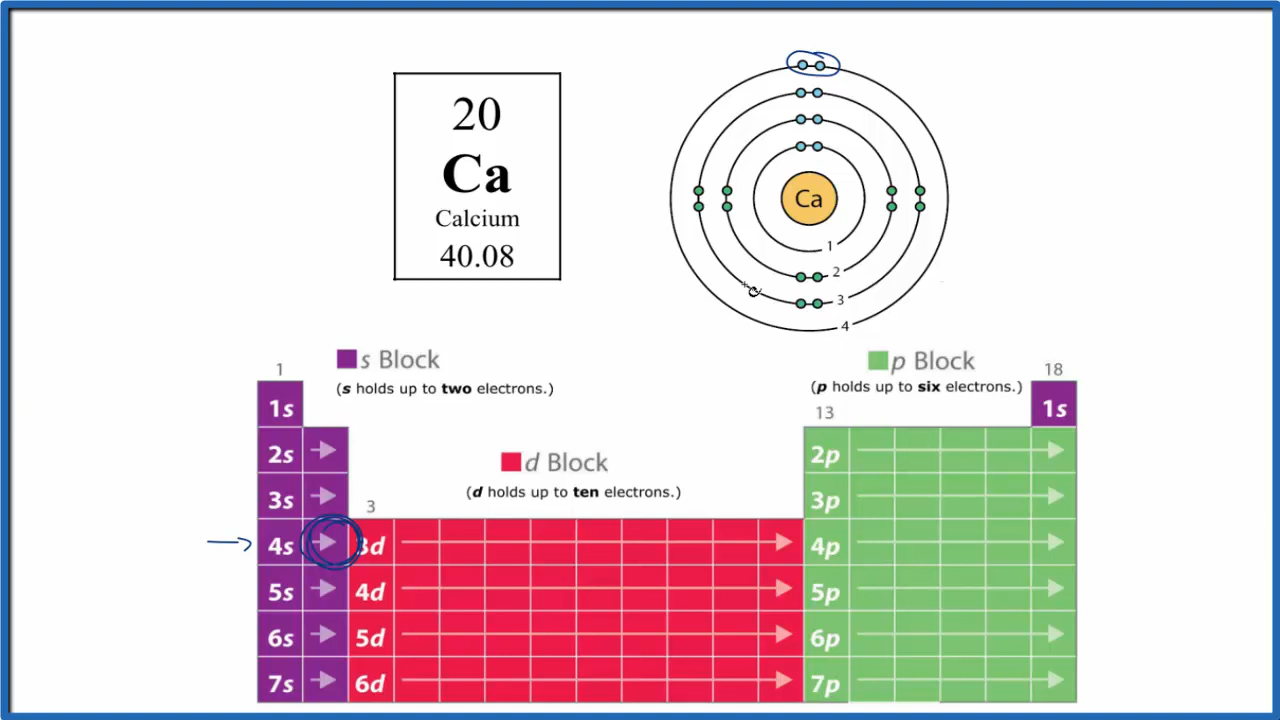 20
Ca
Calcium
40.08
Ca
1
2
3
4
1
s Block
(s holds up to two electrons.)
p Block
(p holds up to six electrons.)
18
1s
1s
13
2s
2p
d Block
(d holds up to ten electrons.)
3s
3p
3
4s
3d
4p
5s
4d
5p
6s
5d
6p
7s
6d
7p